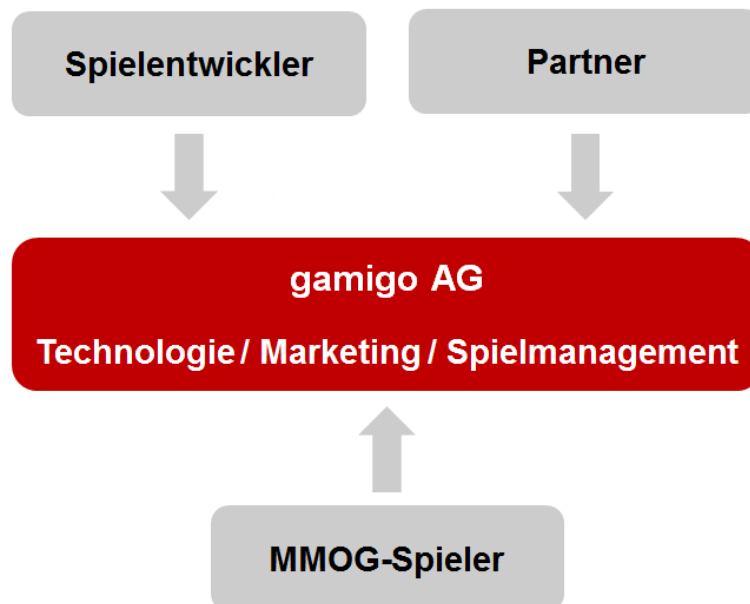 Spielentwickler
Partner
gamigo AG
Technologie / Marketing / Spielmanagement
MMOG-Spieler